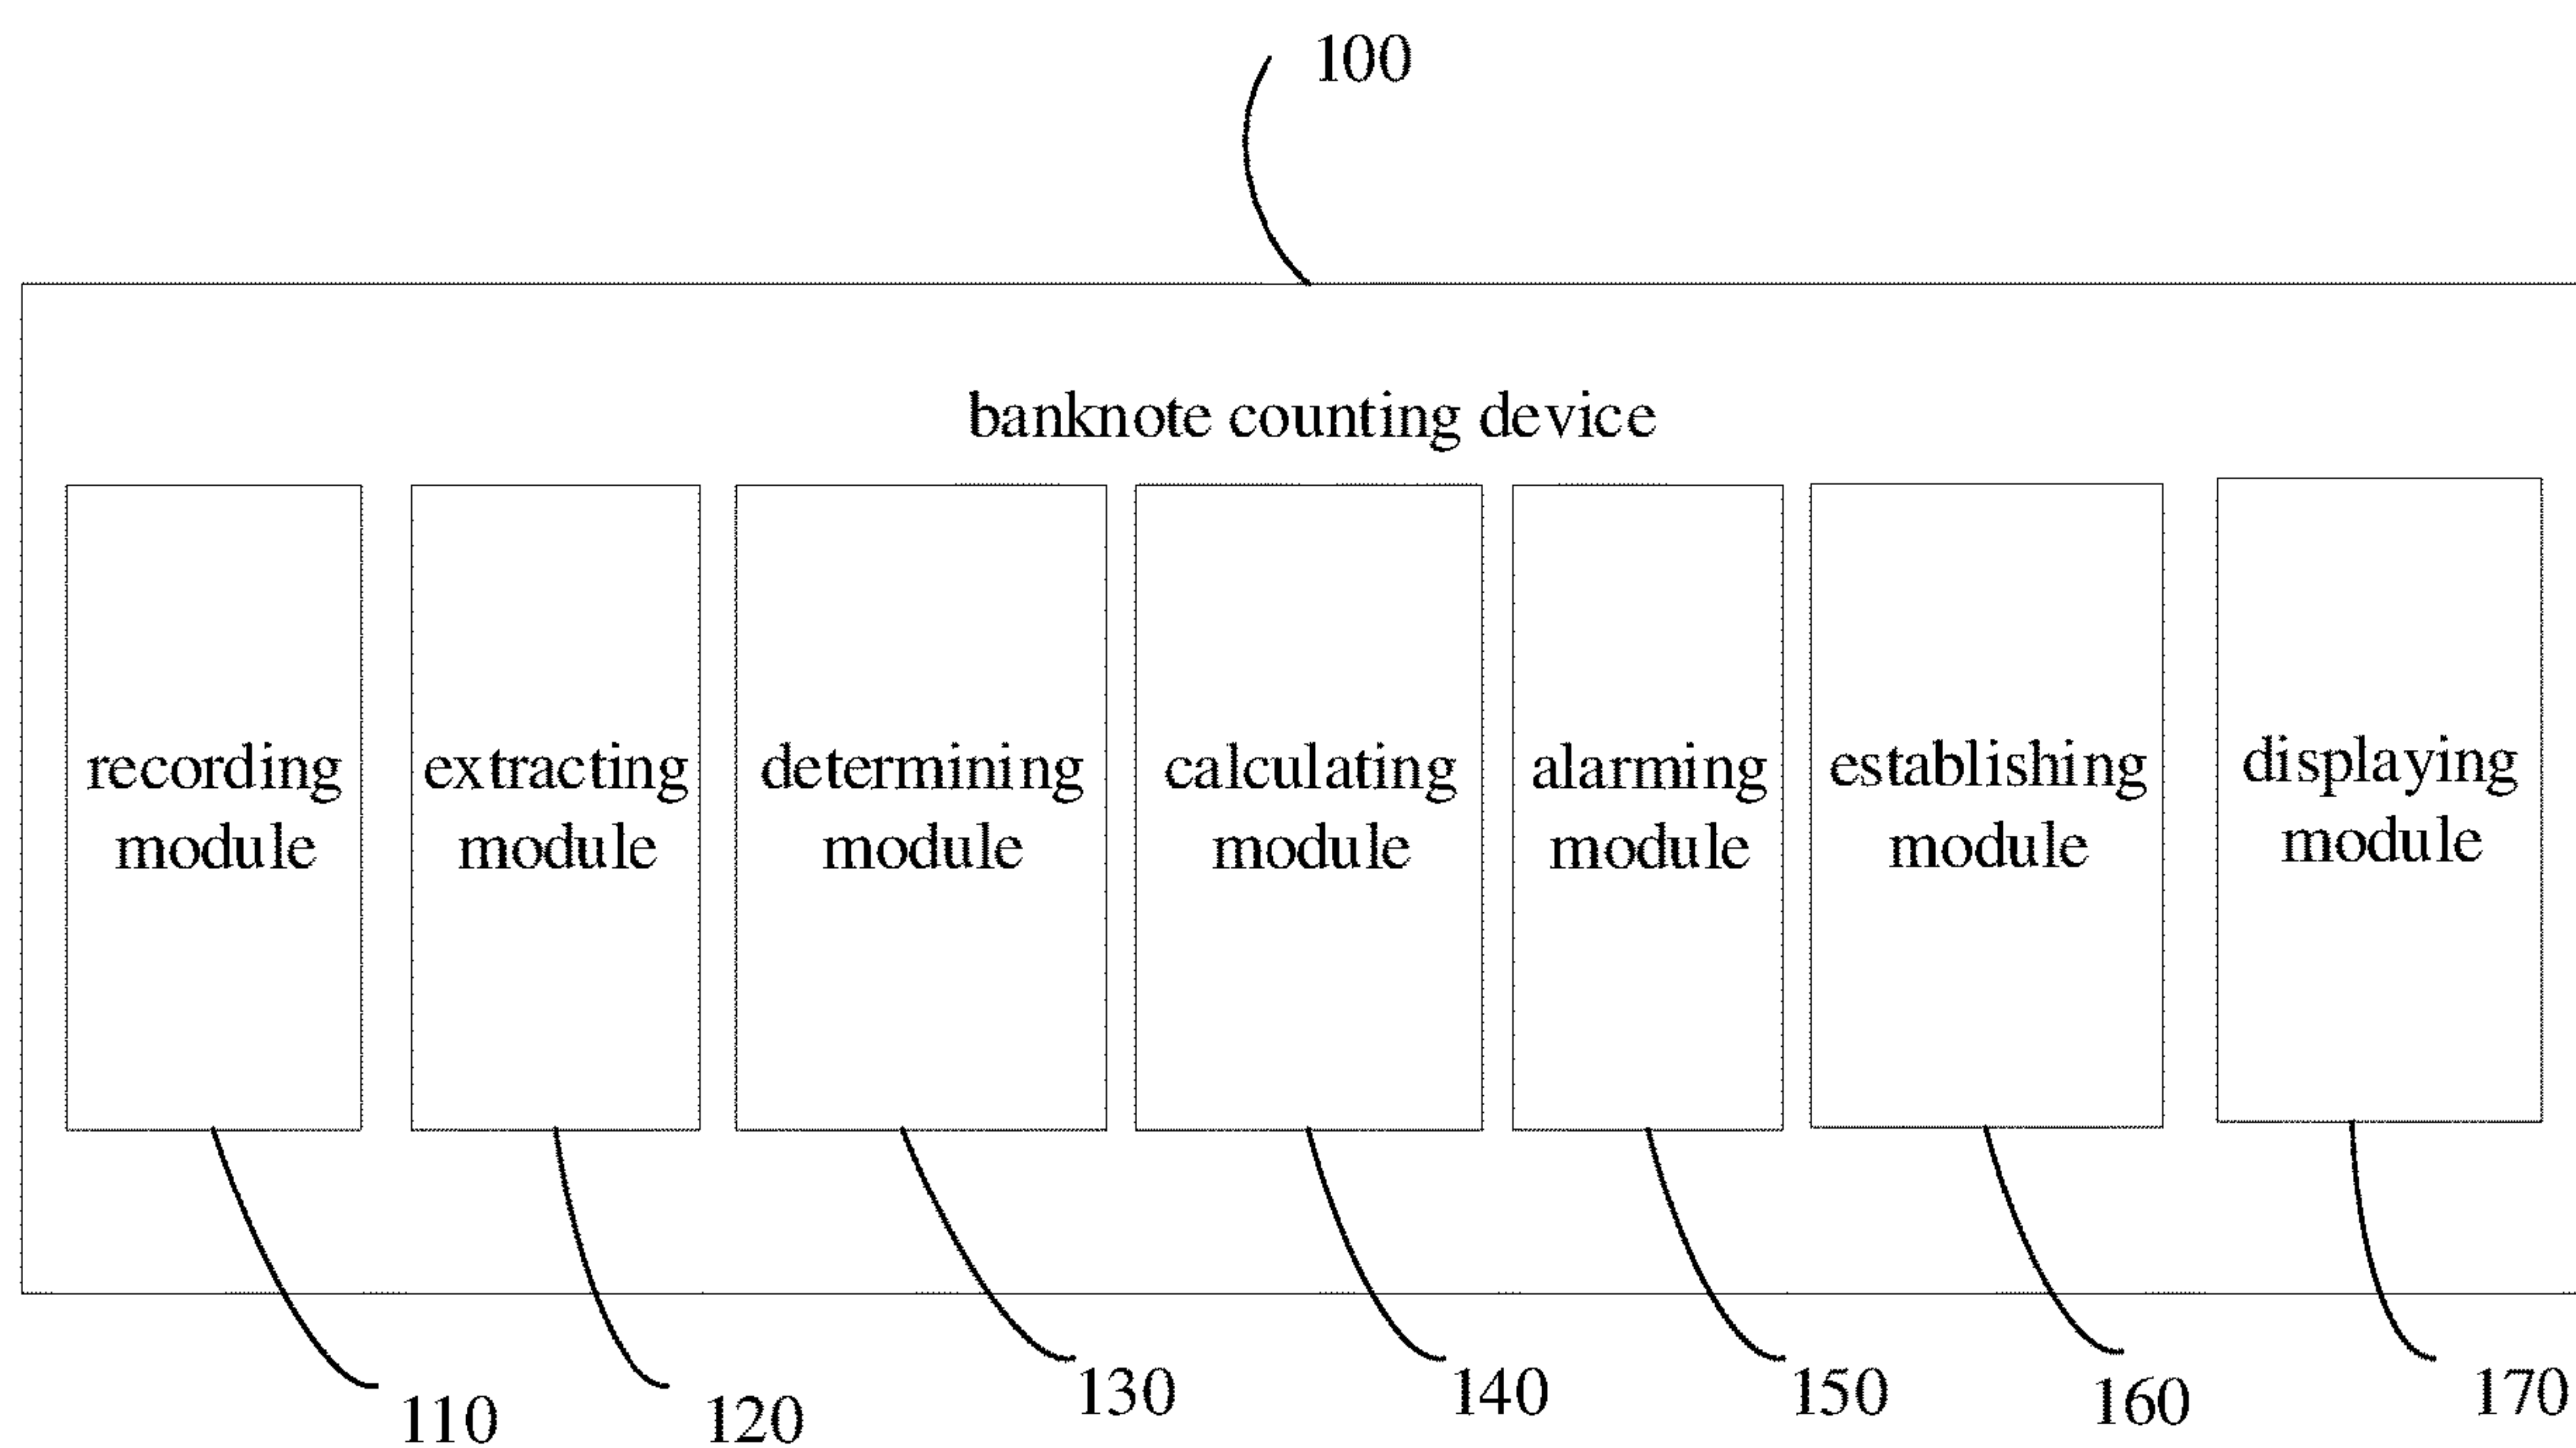 100
banknote counting device
recording
module
extracting
module
determining
module
calculating
module
alarming
module
establishing
module
displaying
module
110
120
130
140
150
160
170